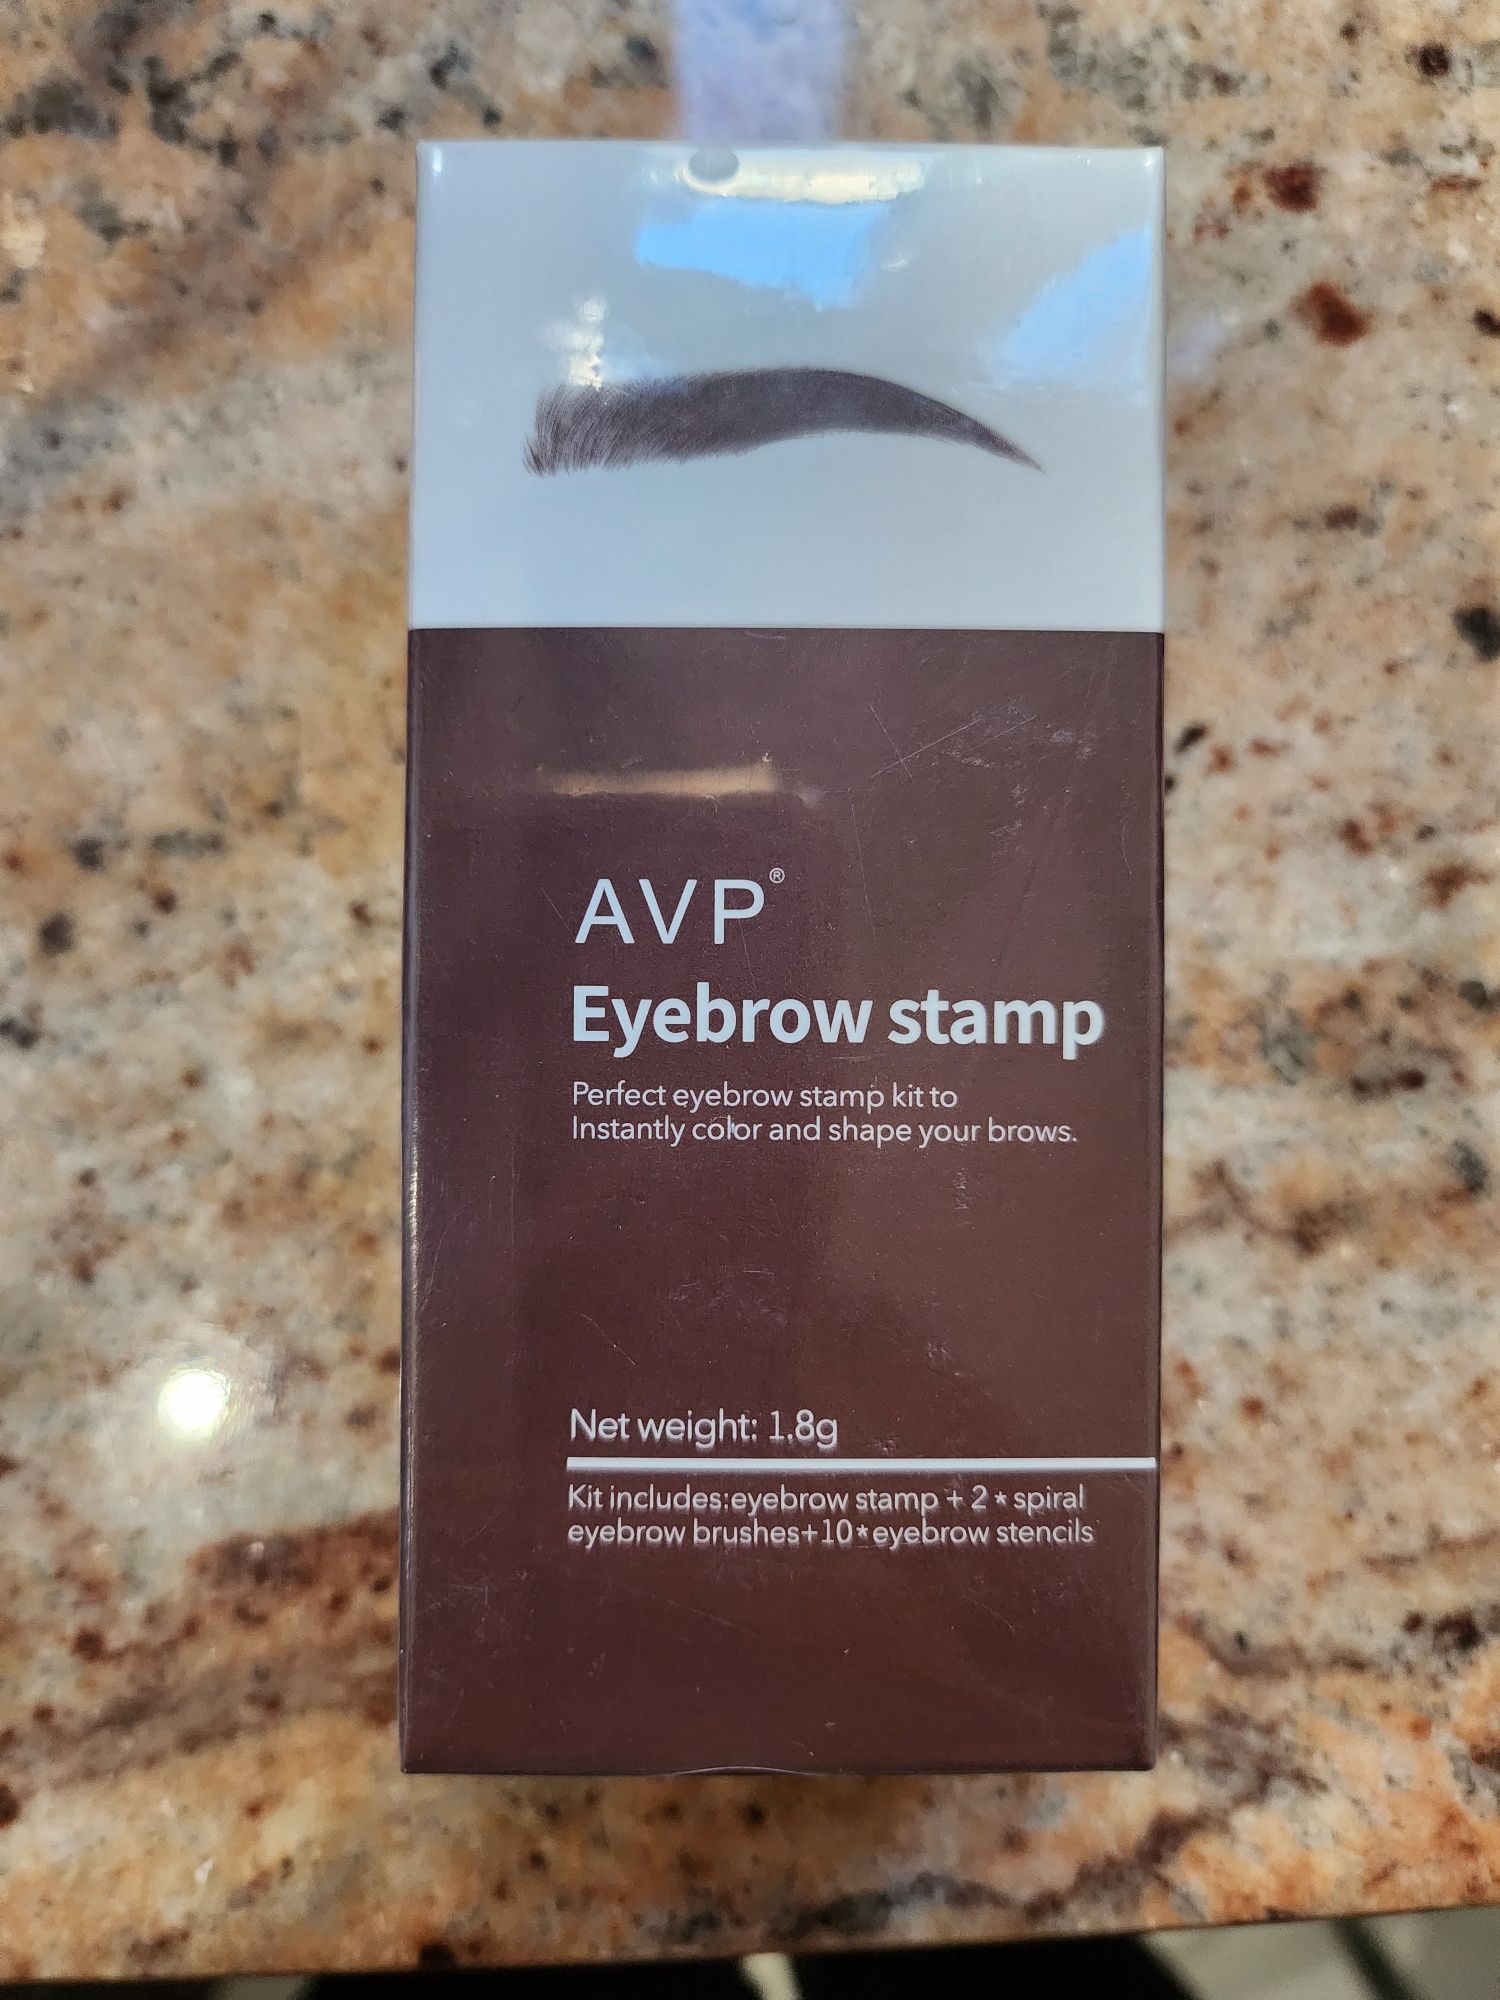 AVP®
Eyebrow stamp
Perfect eyebrow stamp kit to
Instantly color and shape your brows.
Net weight: 1.8g
Kit includes:eyebrow stamp + 2 * spiral
eyebrow brushes+10*eyebrow stencils